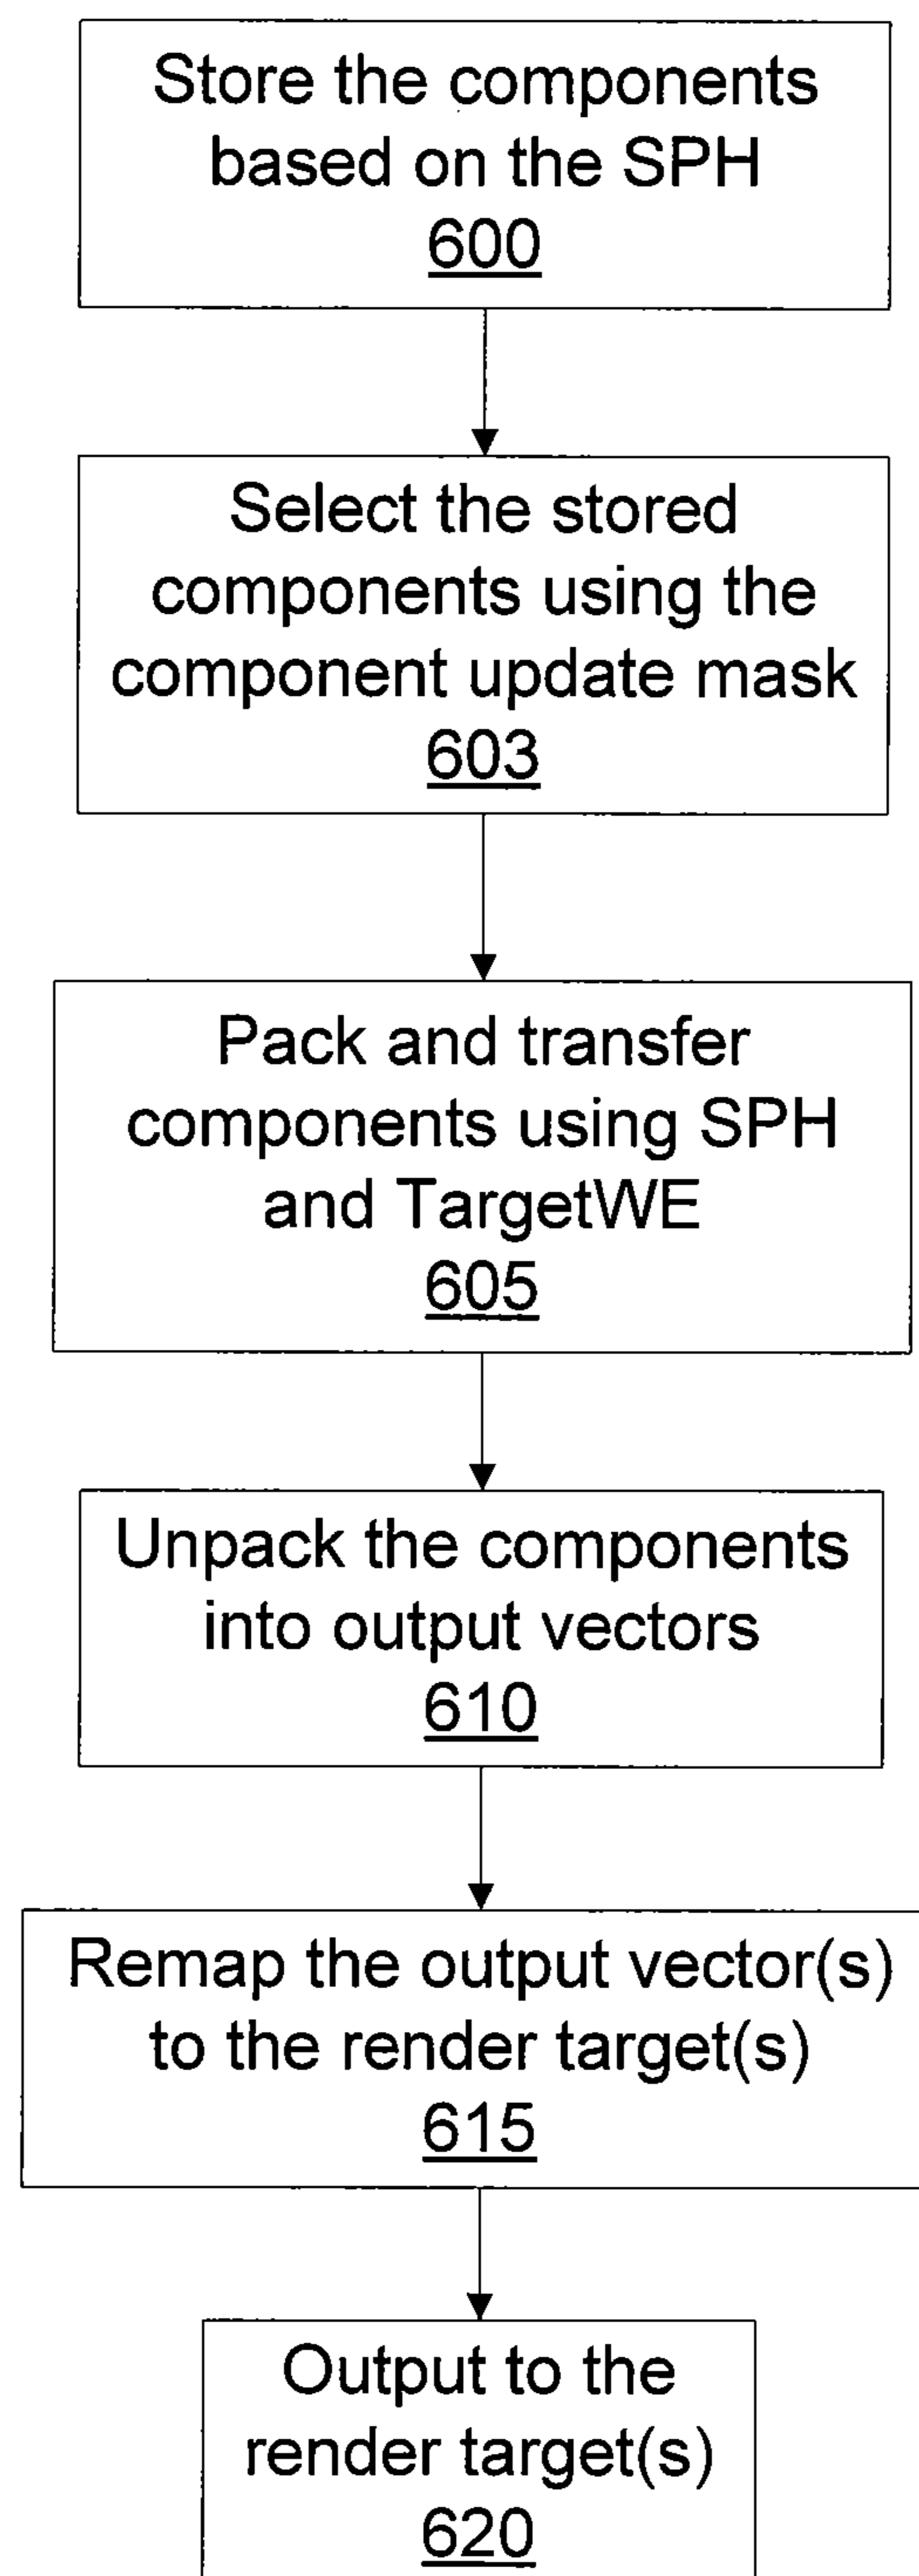 Store the components
based on the SPH
600
Select the stored
components using the
component update mask
603
Pack and transfer
components using SPH
and TargetWE
605
Unpack the components
into output vectors
610
Remap the output vector(s)
to the render target(s)
615
Output to the
render target(s)
620